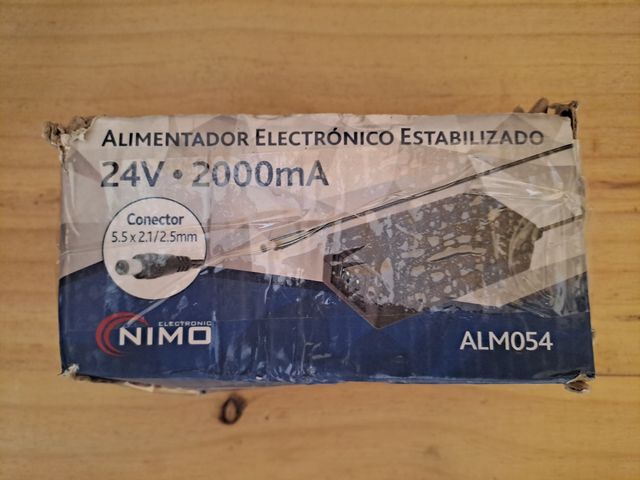 ALIMENTADOR ELECTRÓNICO ESTABILIZADO
24V • 2000mA
Conector
5.5 x 2.1/2.5mm
ELECTRONIC
NIMO
ALM054